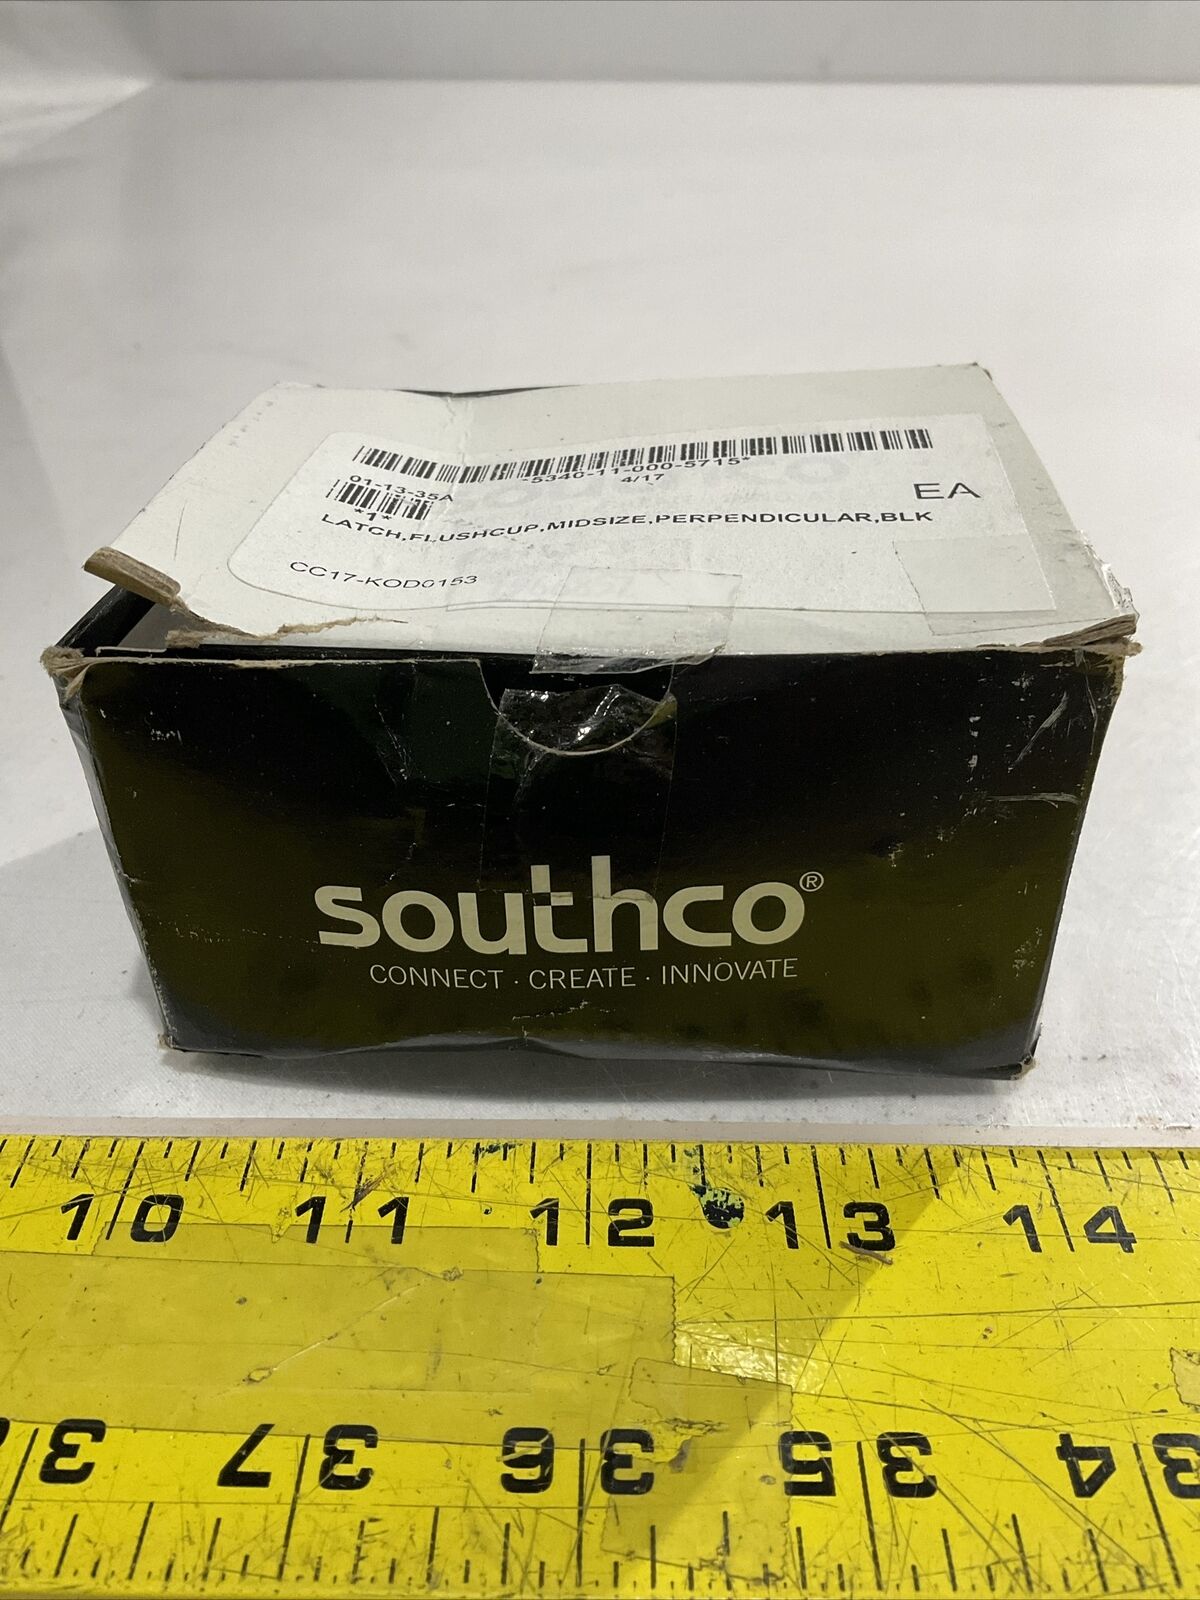 *5340-11-000-5715*
01-13-35A 4/17
*1* EA
LATCH,FLUSHCUP,MIDSIZE,PERPENDICULAR,BLK
CC17-KOD0153
southco®
CONNECT · CREATE · INNOVATE
10 11 12 13 14
38 37 36 35 34